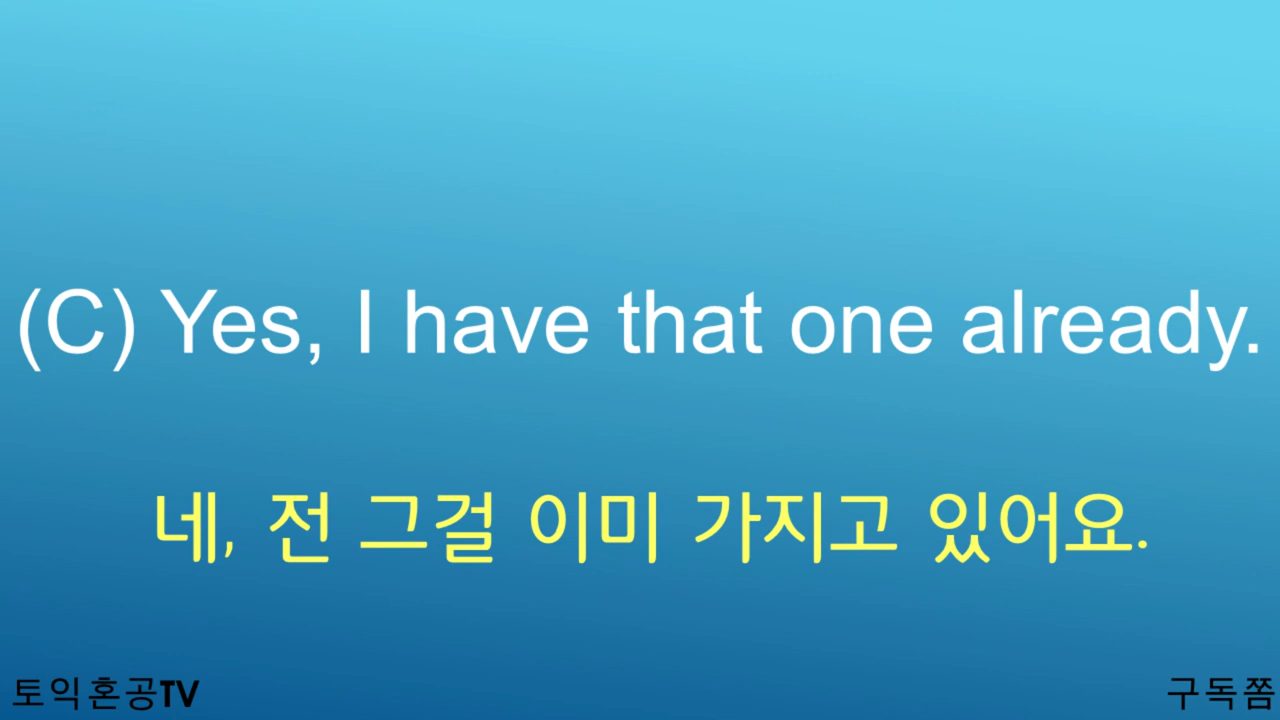 (C) Yes, I have that one already.
네, 전 그걸 이미 가지고 있어요.
토익혼공TV
구독쫌